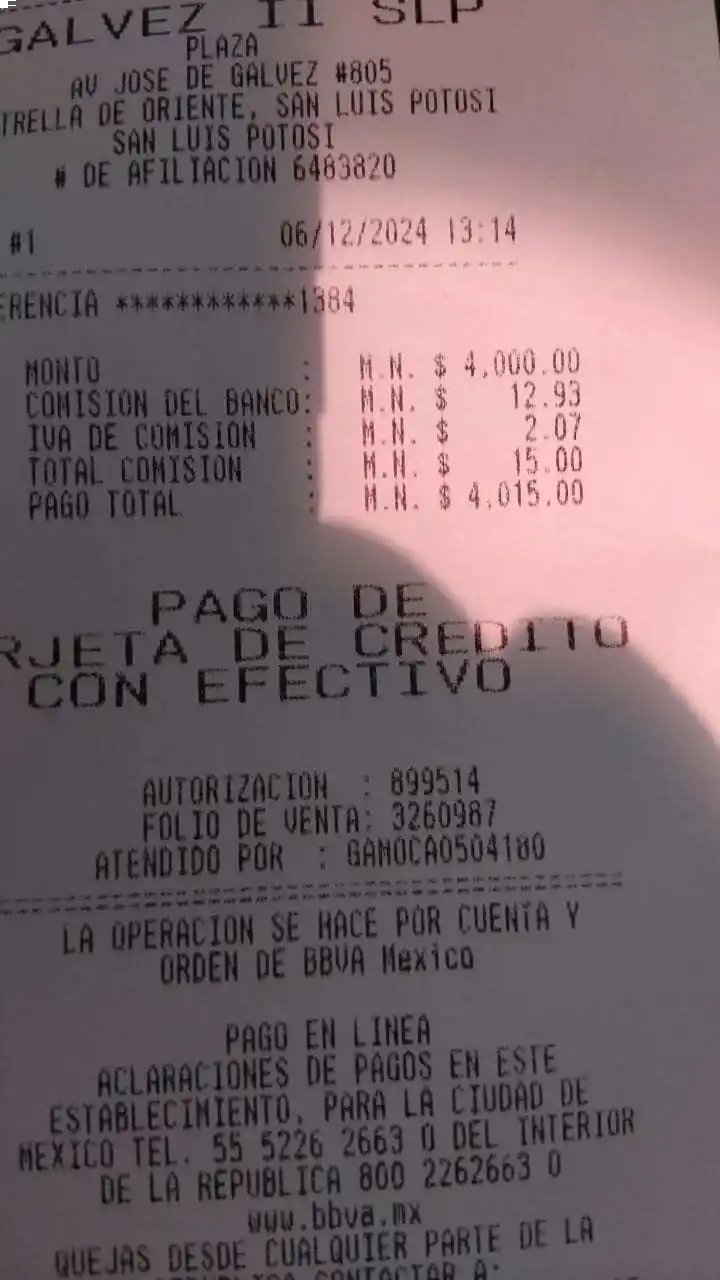 GALVEZ II SLP
PLAZA
AV JOSE DE GALVEZ #805
TRELLA DE ORIENTE, SAN LUIS POTOSI
SAN LUIS POTOSI
# DE AFILIACION 6483820
#1 06/12/2024 13:14
ERENCIA ************1384
MONTO : M.N. $ 4,000.00
COMISION DEL BANCO: M.N. $ 12.93
IVA DE COMISION : M.N. $ 2.07
TOTAL COMISION : M.N. $ 15.00
PAGO TOTAL : M.N. $ 4,015.00
PAGO DE
RJETA DE CREDITO
CON EFECTIVO
AUTORIZACION : 899514
FOLIO DE VENTA: 3260987
ATENDIDO POR : GAMOCA0504180
LA OPERACION SE HACE POR CUENTA Y
ORDEN DE BBVA Mexico
PAGO EN LINEA
ACLARACIONES DE PAGOS EN ESTE
ESTABLECIMIENTO, PARA LA CIUDAD DE
MEXICO TEL. 55 5226 2663 O DEL INTERIOR
DE LA REPUBLICA 800 2262663 O
www.bbva.mx
QUEJAS DESDE CUALQUIER PARTE DE LA
CONTACTAR A: